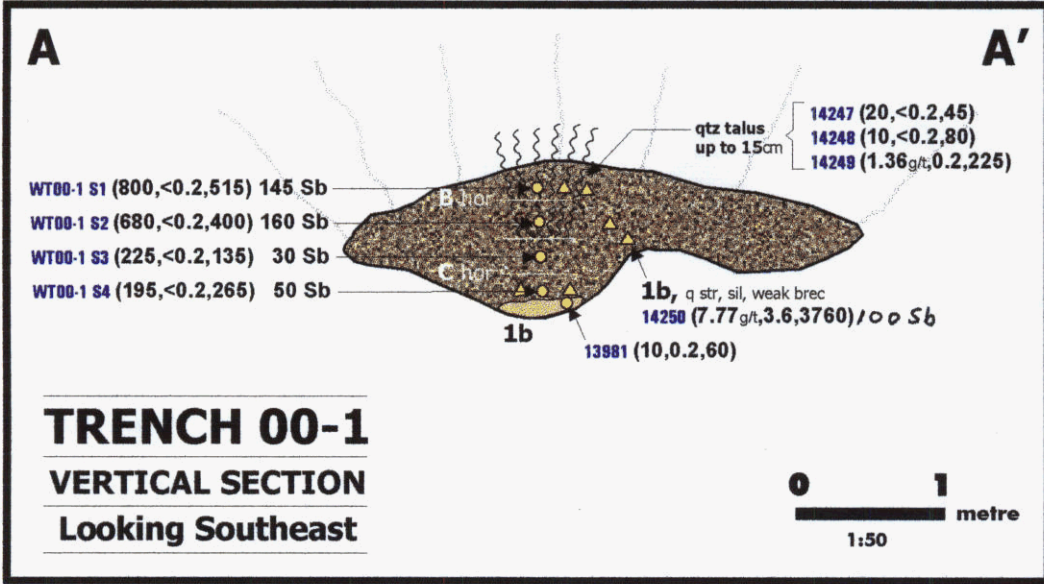 A A'
qtz talus
up to 15cm
14247 (20,<0.2,45)
14248 (10,<0.2,80)
14249 (1.36g/t,0.2,225)
WT00-1 S1 (800,<0.2,515) 145 Sb
B hor
WT00-1 S2 (680,<0.2,400) 160 Sb
WT00-1 S3 (225,<0.2,135) 30 Sb
C hor
WT00-1 S4 (195,<0.2,265) 50 Sb
1b, q str, sil, weak brec
14250 (7.77g/t,3.6,3760)/100 Sb
1b
13981 (10,0.2,60)
TRENCH 00-1
VERTICAL SECTION
Looking Southeast
0 1
metre
1:50